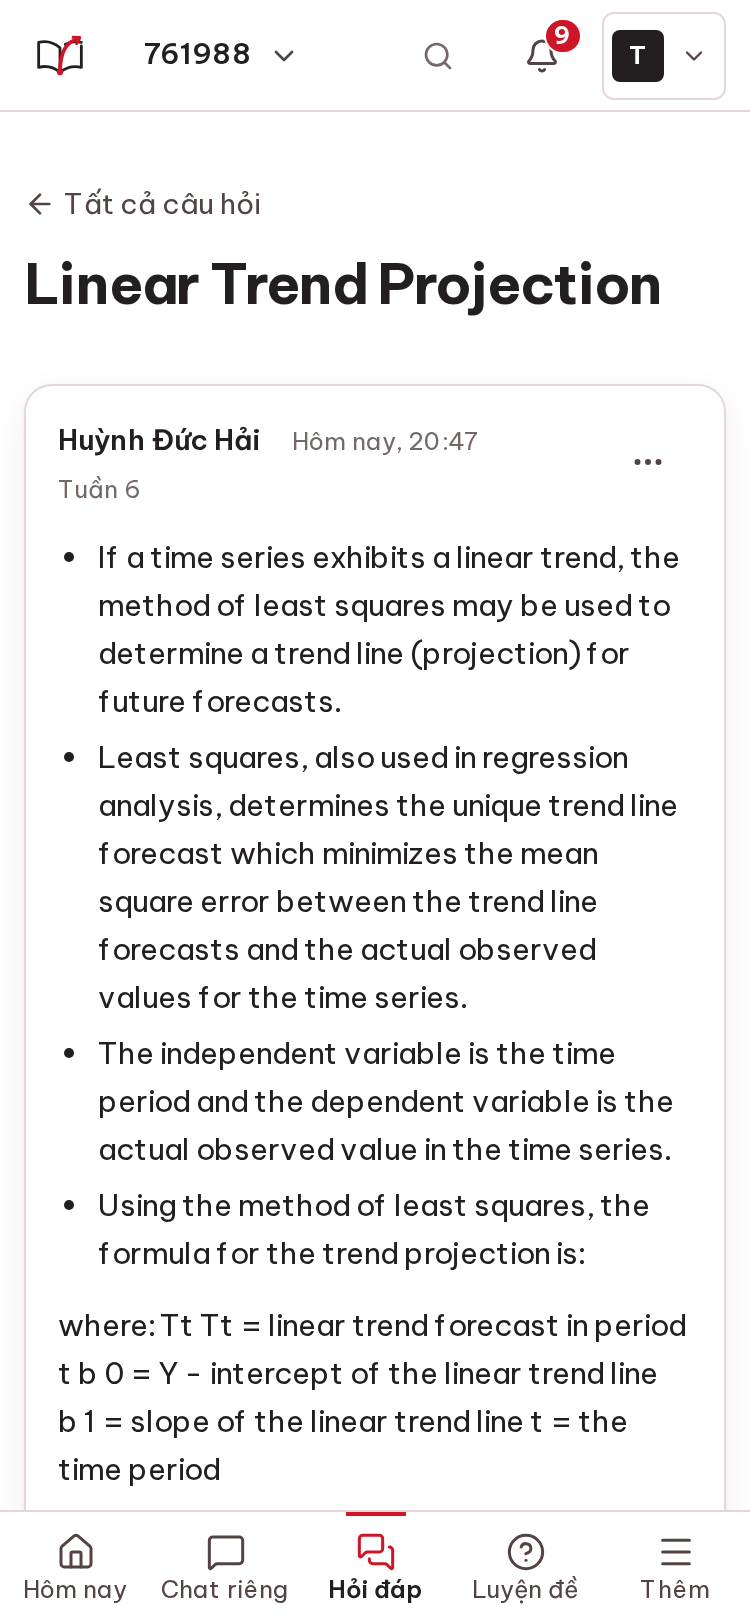 761988
9
T
← Tất cả câu hỏi
Linear Trend Projection
Huỳnh Đức Hải Hôm nay, 20:47
Tuần 6
• If a time series exhibits a linear trend, the
method of least squares may be used to
determine a trend line (projection) for
future forecasts.
• Least squares, also used in regression
analysis, determines the unique trend line
forecast which minimizes the mean
square error between the trend line
forecasts and the actual observed
values for the time series.
• The independent variable is the time
period and the dependent variable is the
actual observed value in the time series.
• Using the method of least squares, the
formula for the trend projection is:
where: Tt Tt = linear trend forecast in period
t b 0 = Y - intercept of the linear trend line
b 1 = slope of the linear trend line t = the
time period
Hôm nay Chat riêng Hỏi đáp Luyện đề Thêm